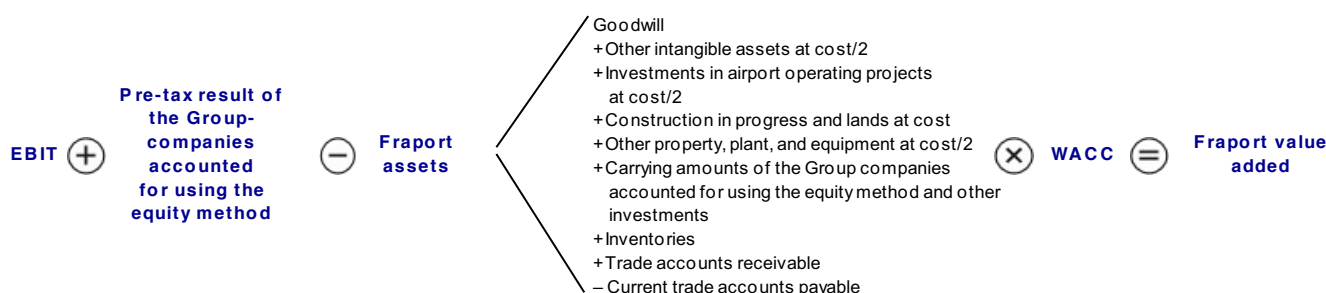 EBIT
+
Pre-tax result of
the Group-
companies
accounted
for using the
equity method
−
Fraport
assets
Goodwill
+Other intangible assets at cost/2
+Investments in airport operating projects
at cost/2
+Construction in progress and lands at cost
+Other property, plant, and equipment at cost/2
+Carrying amounts of the Group companies
accounted for using the equity method and other
investments
+Inventories
+Trade accounts receivable
– Current trade accounts payable
×
WACC
=
Fraport value
added